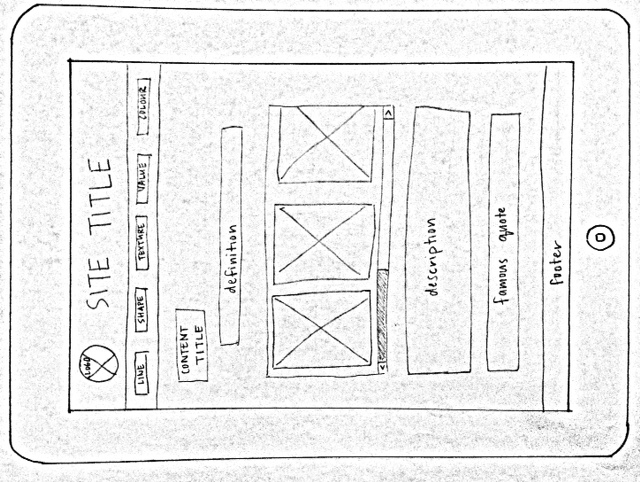 LOGO
SITE TITLE
LINE SHAPE TEXTURE VALUE COLOUR
CONTENT
TITLE
definition
< >
description
famous quote
footer